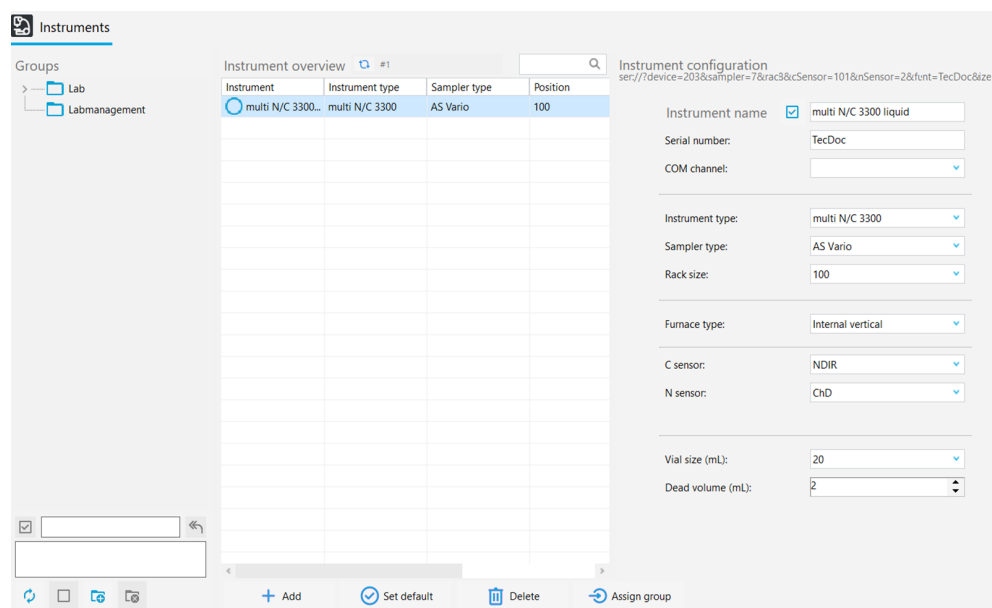 Instruments
Groups
Lab
Labmanagement
Instrument overview #1
Instrument Instrument type Sampler type Position
multi N/C 3300... multi N/C 3300 AS Vario 100
Instrument configuration
ser://?device=203&sampler=7&rac3&cSensor=101&nSensor=2&funt=TecDoc&ize
Instrument name multi N/C 3300 liquid
Serial number: TecDoc
COM channel:
Instrument type: multi N/C 3300
Sampler type: AS Vario
Rack size: 100
Furnace type: Internal vertical
C sensor: NDIR
N sensor: ChD
Vial size (mL): 20
Dead volume (mL): 2
Add Set default Delete Assign group